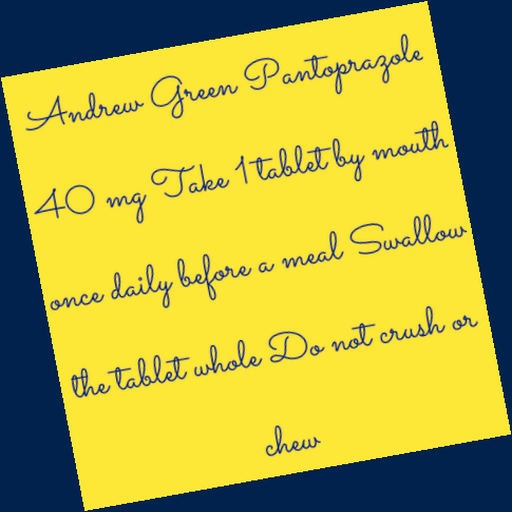 Andrew Green Pantoprazole
40 mg Take 1 tablet by mouth
once daily before a meal Swallow
the tablet whole Do not crush or
chew